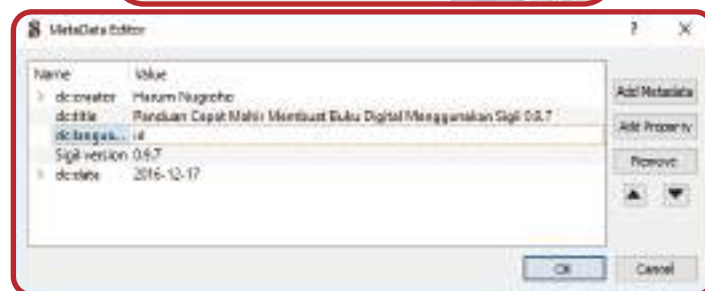 MetaData Editor
Name Value
dc:creator Harum Nugroho
dc:title Panduan Cepat Mahir Membuat Buku Digital Menggunakan Sigil 0.9.7
dc:langua... id
Sigil version 0.9.7
dc:date 2016-12-17
Add Metadata
Add Property
Remove
OK Cancel